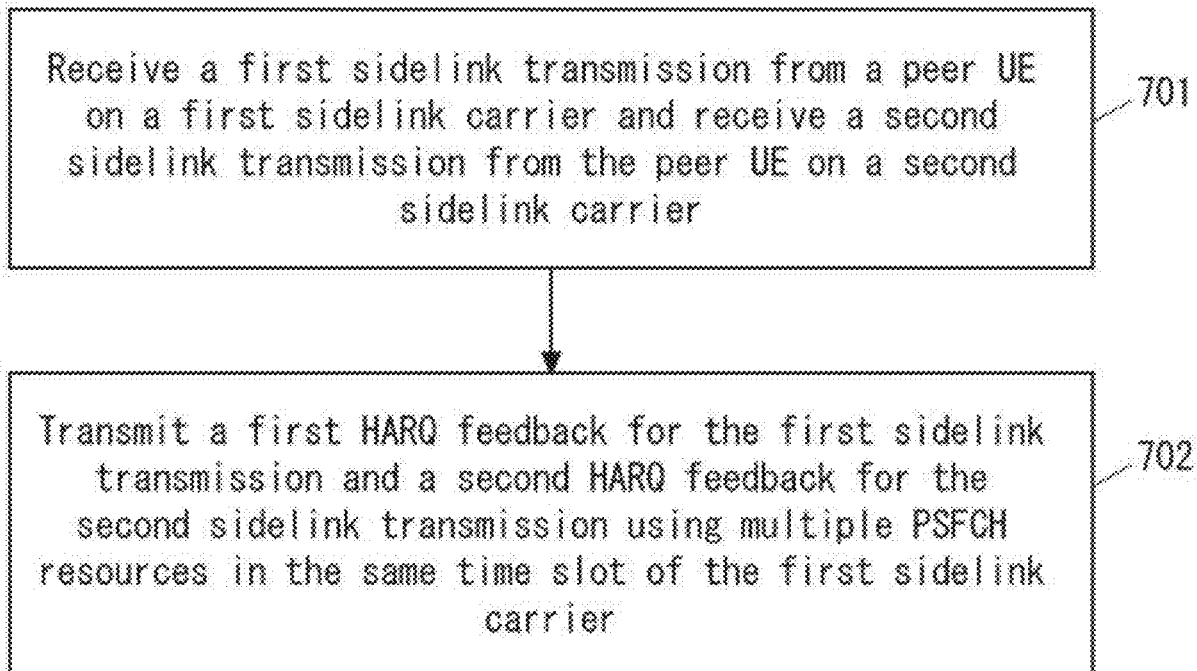 Receive a first sidelink transmission from a peer UE
on a first sidelink carrier and receive a second
sidelink transmission from the peer UE on a second
sidelink carrier
701
Transmit a first HARQ feedback for the first sidelink
transmission and a second HARQ feedback for the
second sidelink transmission using multiple PSFCH
resources in the same time slot of the first sidelink
carrier
702